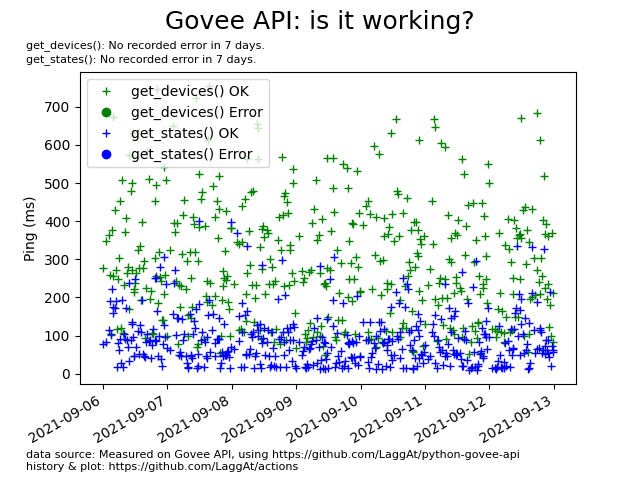 Govee API: is it working?
get_devices(): No recorded error in 7 days.
get_states(): No recorded error in 7 days.
get_devices() OK
get_devices() Error
get_states() OK
get_states() Error
Ping (ms)
700
600
500
400
300
200
100
0
2021-09-06
2021-09-07
2021-09-08
2021-09-09
2021-09-10
2021-09-11
2021-09-12
2021-09-13
data source: Measured on Govee API, using https://github.com/LaggAt/python-govee-api
history & plot: https://github.com/LaggAt/actions